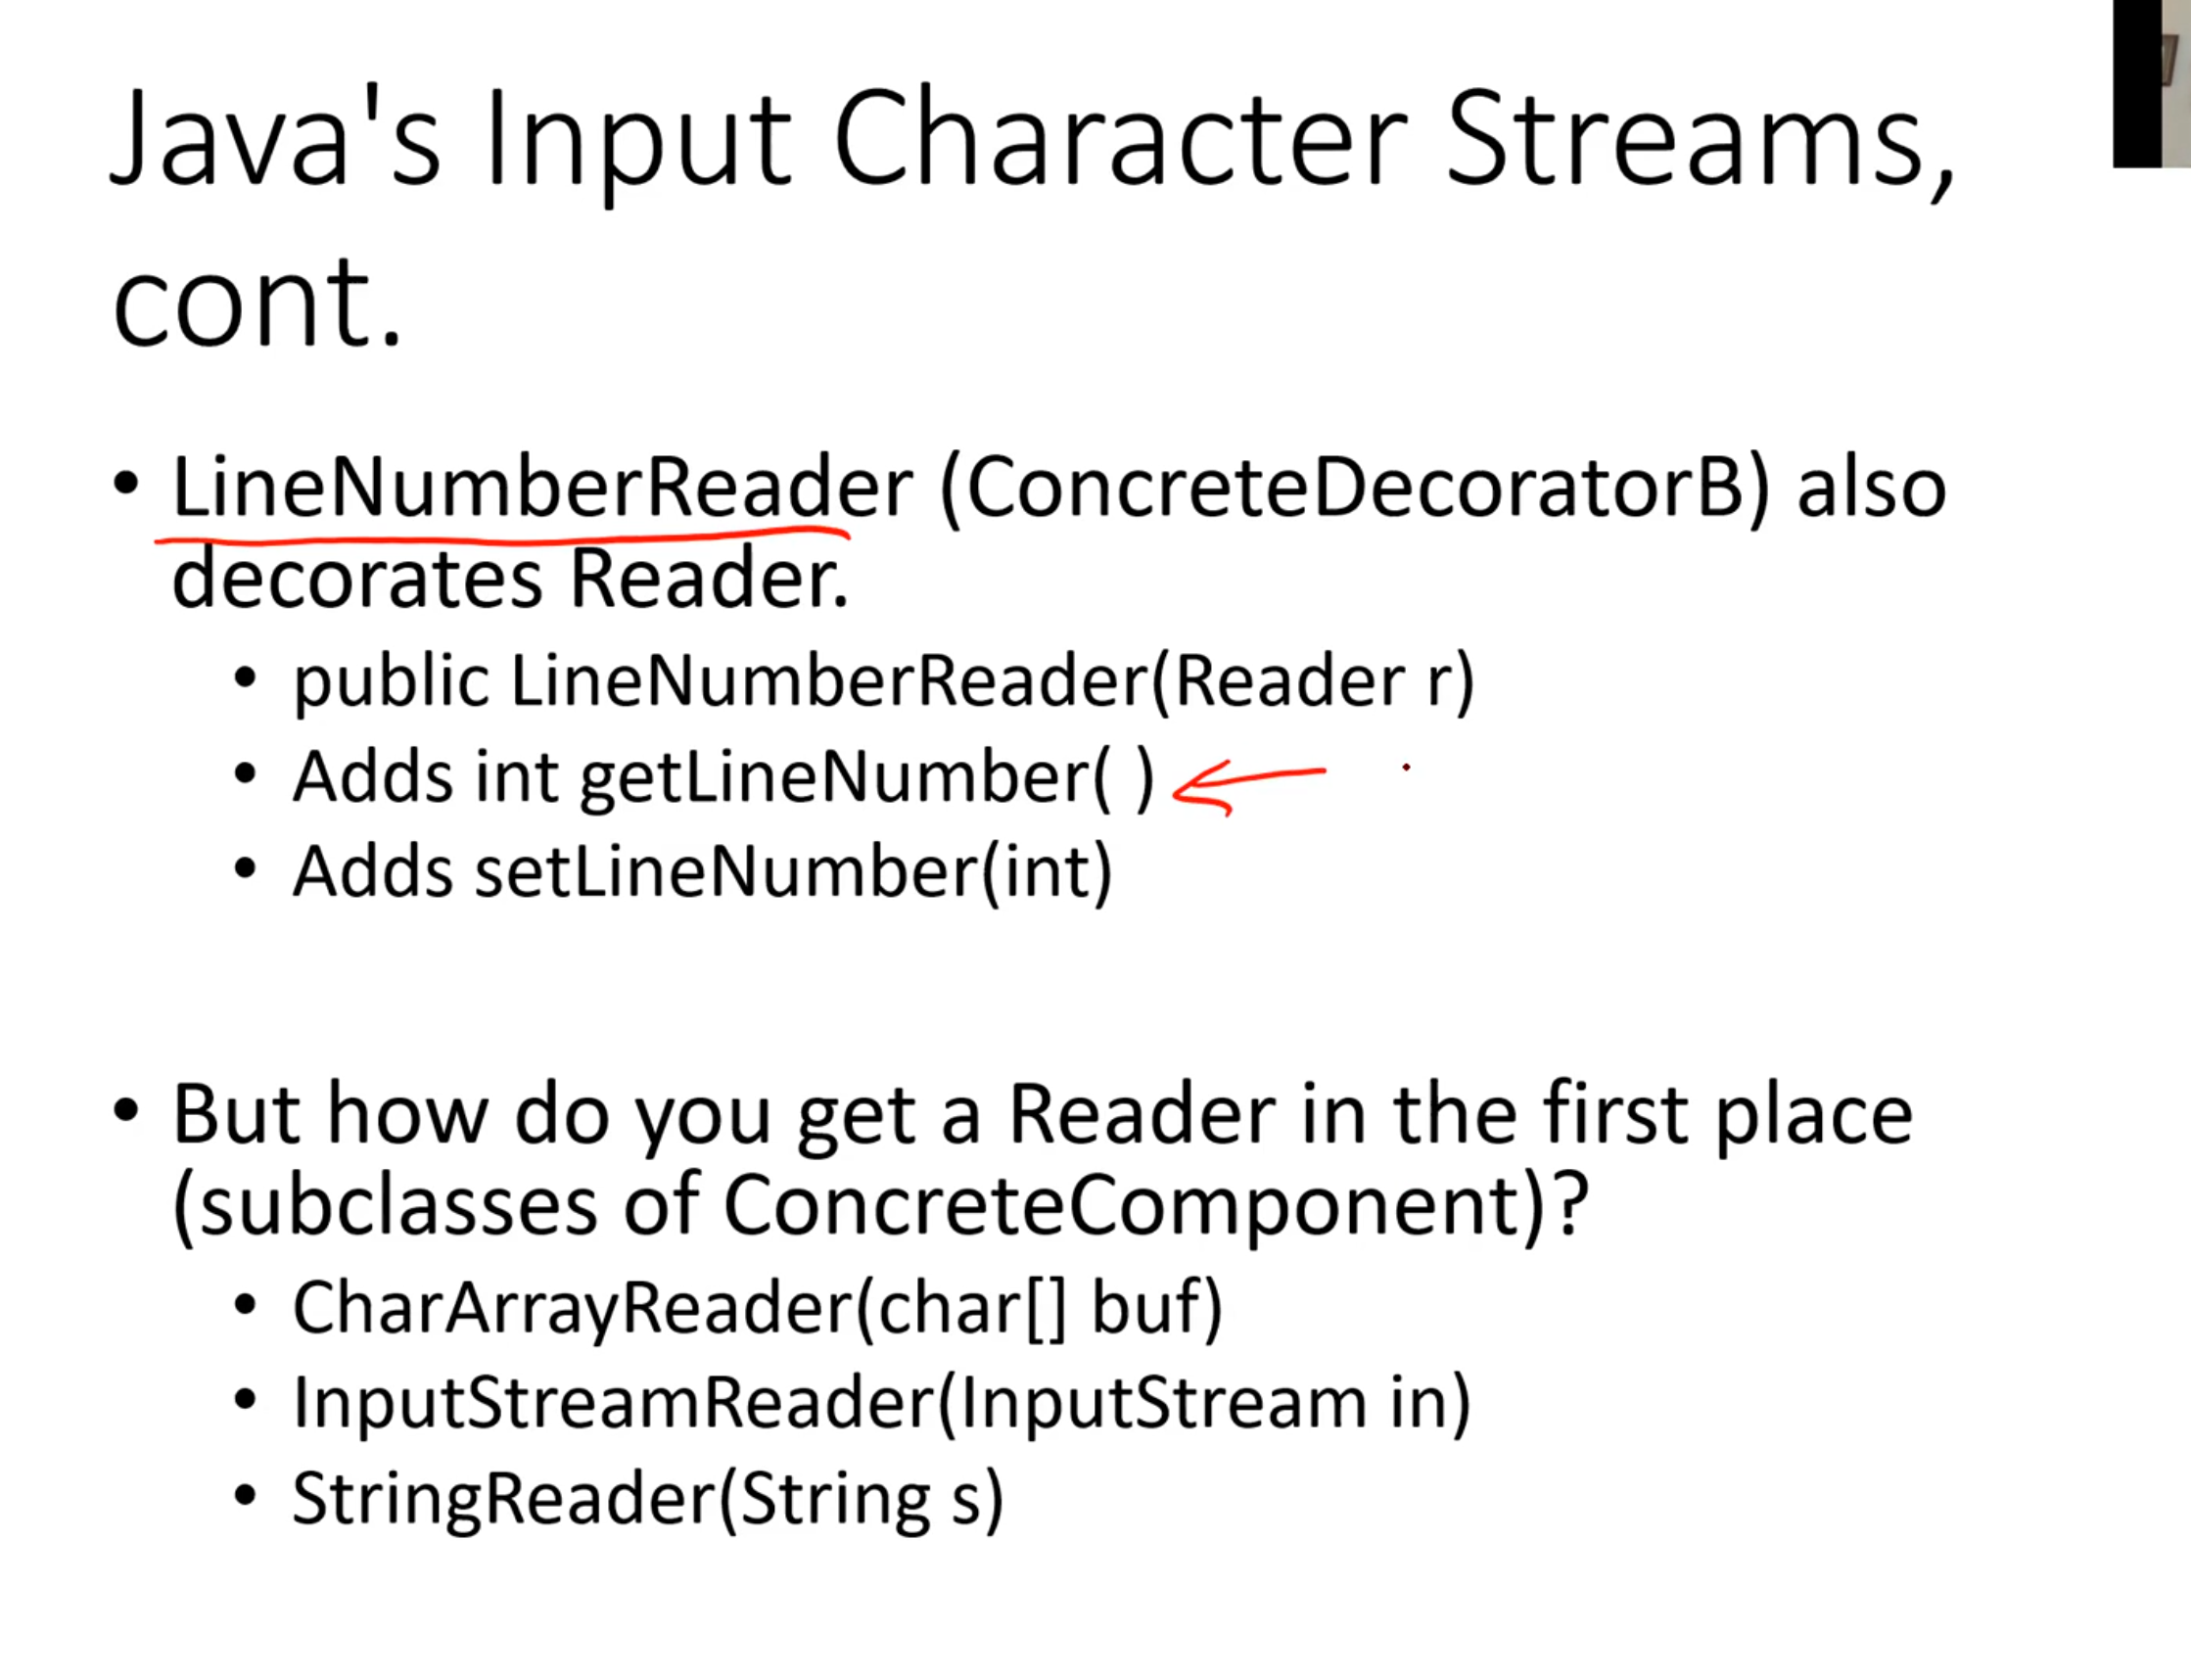 Java's Input Character Streams,
cont.
• LineNumberReader (ConcreteDecoratorB) also
decorates Reader.
• public LineNumberReader(Reader r)
• Adds int getLineNumber( )
• Adds setLineNumber(int)
• But how do you get a Reader in the first place
(subclasses of ConcreteComponent)?
• CharArrayReader(char[] buf)
• InputStreamReader(InputStream in)
• StringReader(String s)